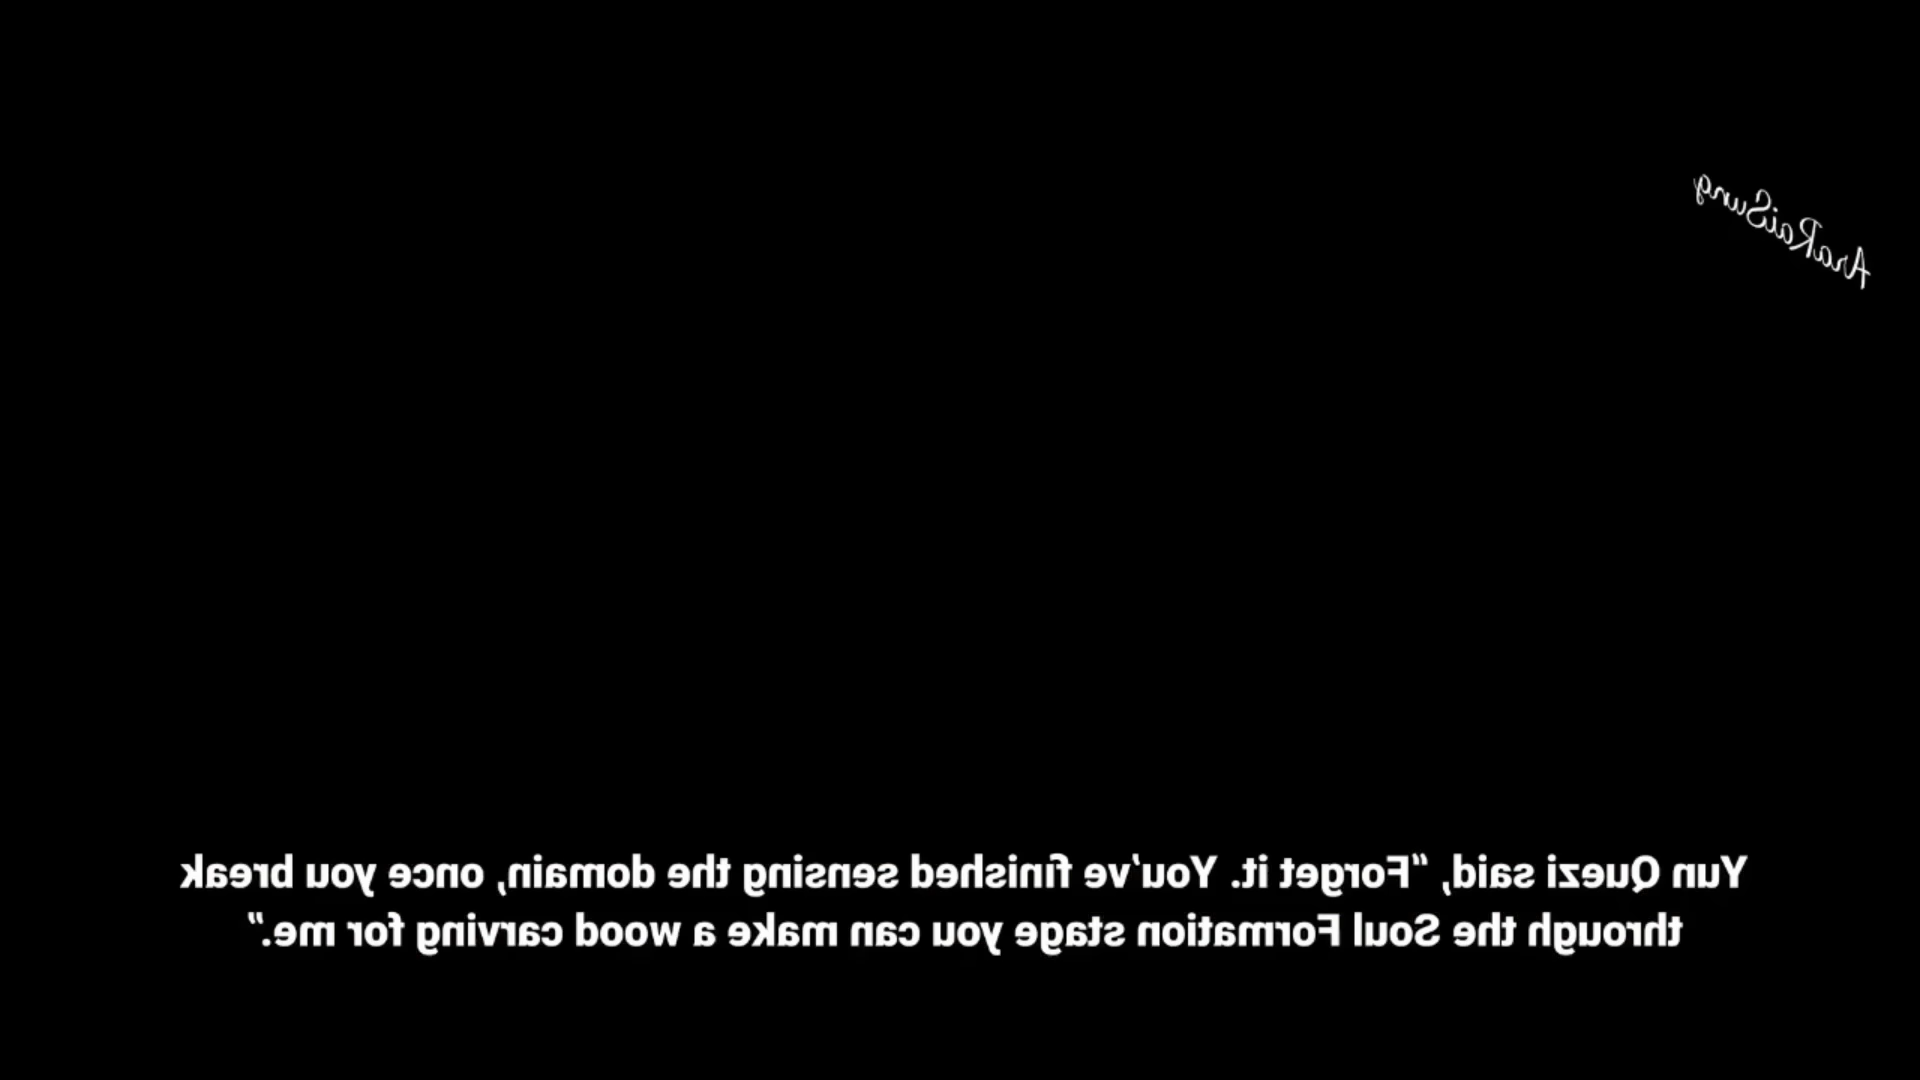 AraRaiSung
Yun Quezi said, “Forget it. You’ve finished sensing the domain, once you break
through the Soul Formation stage you can make a wood carving for me.”